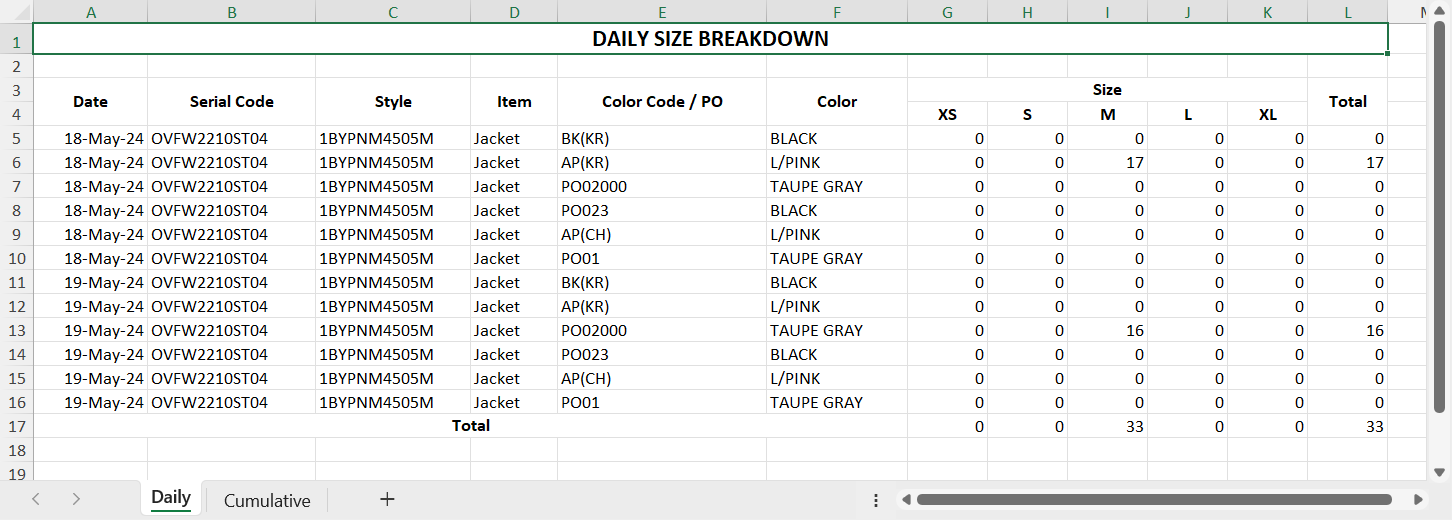 A B C D E F G H I J K L
1 DAILY SIZE BREAKDOWN
2
3 Date Serial Code Style Item Color Code / PO Color Size Total
4 XS S M L XL
5 18-May-24 OVFW2210ST04 1BYPNM4505M Jacket BK(KR) BLACK 0 0 0 0 0 0
6 18-May-24 OVFW2210ST04 1BYPNM4505M Jacket AP(KR) L/PINK 0 0 17 0 0 17
7 18-May-24 OVFW2210ST04 1BYPNM4505M Jacket PO02000 TAUPE GRAY 0 0 0 0 0 0
8 18-May-24 OVFW2210ST04 1BYPNM4505M Jacket PO023 BLACK 0 0 0 0 0 0
9 18-May-24 OVFW2210ST04 1BYPNM4505M Jacket AP(CH) L/PINK 0 0 0 0 0 0
10 18-May-24 OVFW2210ST04 1BYPNM4505M Jacket PO01 TAUPE GRAY 0 0 0 0 0 0
11 19-May-24 OVFW2210ST04 1BYPNM4505M Jacket BK(KR) BLACK 0 0 0 0 0 0
12 19-May-24 OVFW2210ST04 1BYPNM4505M Jacket AP(KR) L/PINK 0 0 0 0 0 0
13 19-May-24 OVFW2210ST04 1BYPNM4505M Jacket PO02000 TAUPE GRAY 0 0 16 0 0 16
14 19-May-24 OVFW2210ST04 1BYPNM4505M Jacket PO023 BLACK 0 0 0 0 0 0
15 19-May-24 OVFW2210ST04 1BYPNM4505M Jacket AP(CH) L/PINK 0 0 0 0 0 0
16 19-May-24 OVFW2210ST04 1BYPNM4505M Jacket PO01 TAUPE GRAY 0 0 0 0 0 0
17 Total 0 0 33 0 0 33
18
19
Daily Cumulative